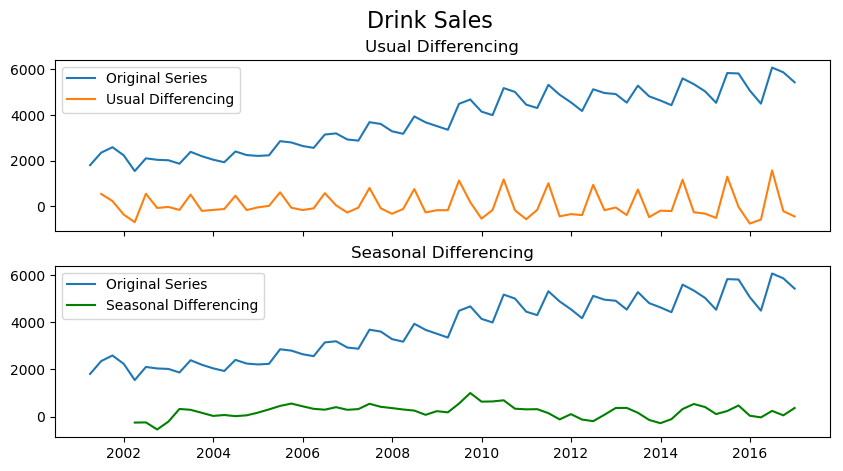 Drink Sales
Usual Differencing
Original Series
Usual Differencing
6000
4000
2000
0
Seasonal Differencing
Original Series
Seasonal Differencing
6000
4000
2000
0
2002 2004 2006 2008 2010 2012 2014 2016